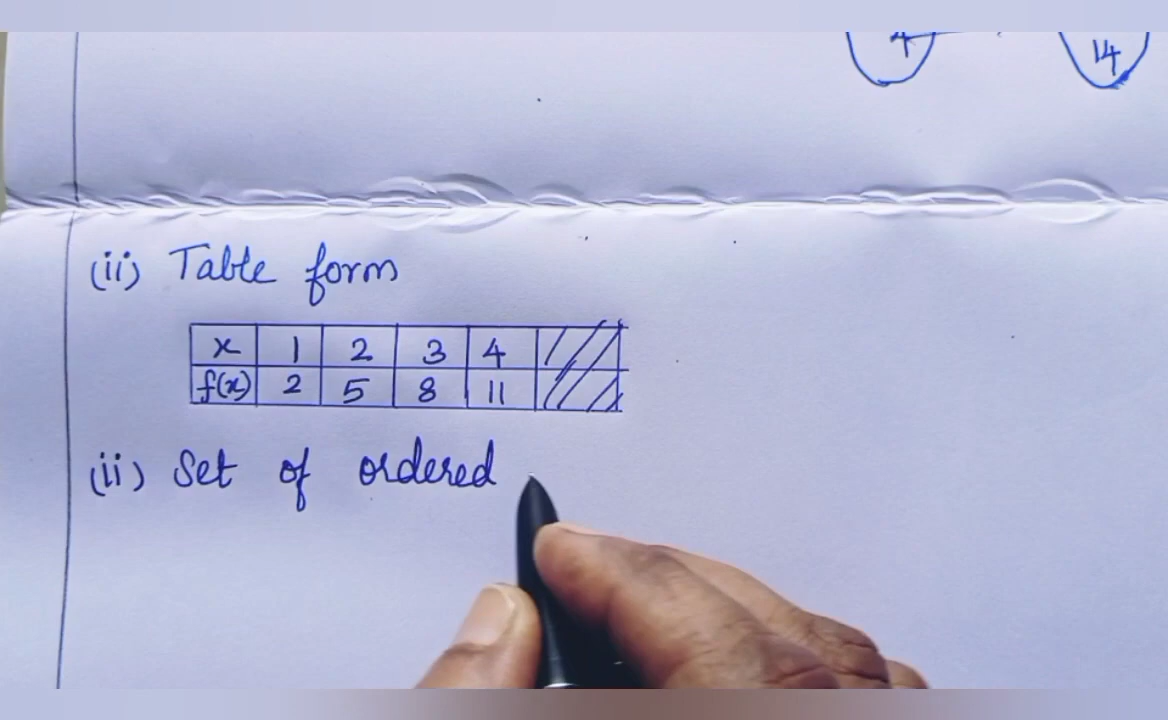 4 14
(ii) Table form
x 1 2 3 4
f(x) 2 5 8 11
(ii) Set of ordered